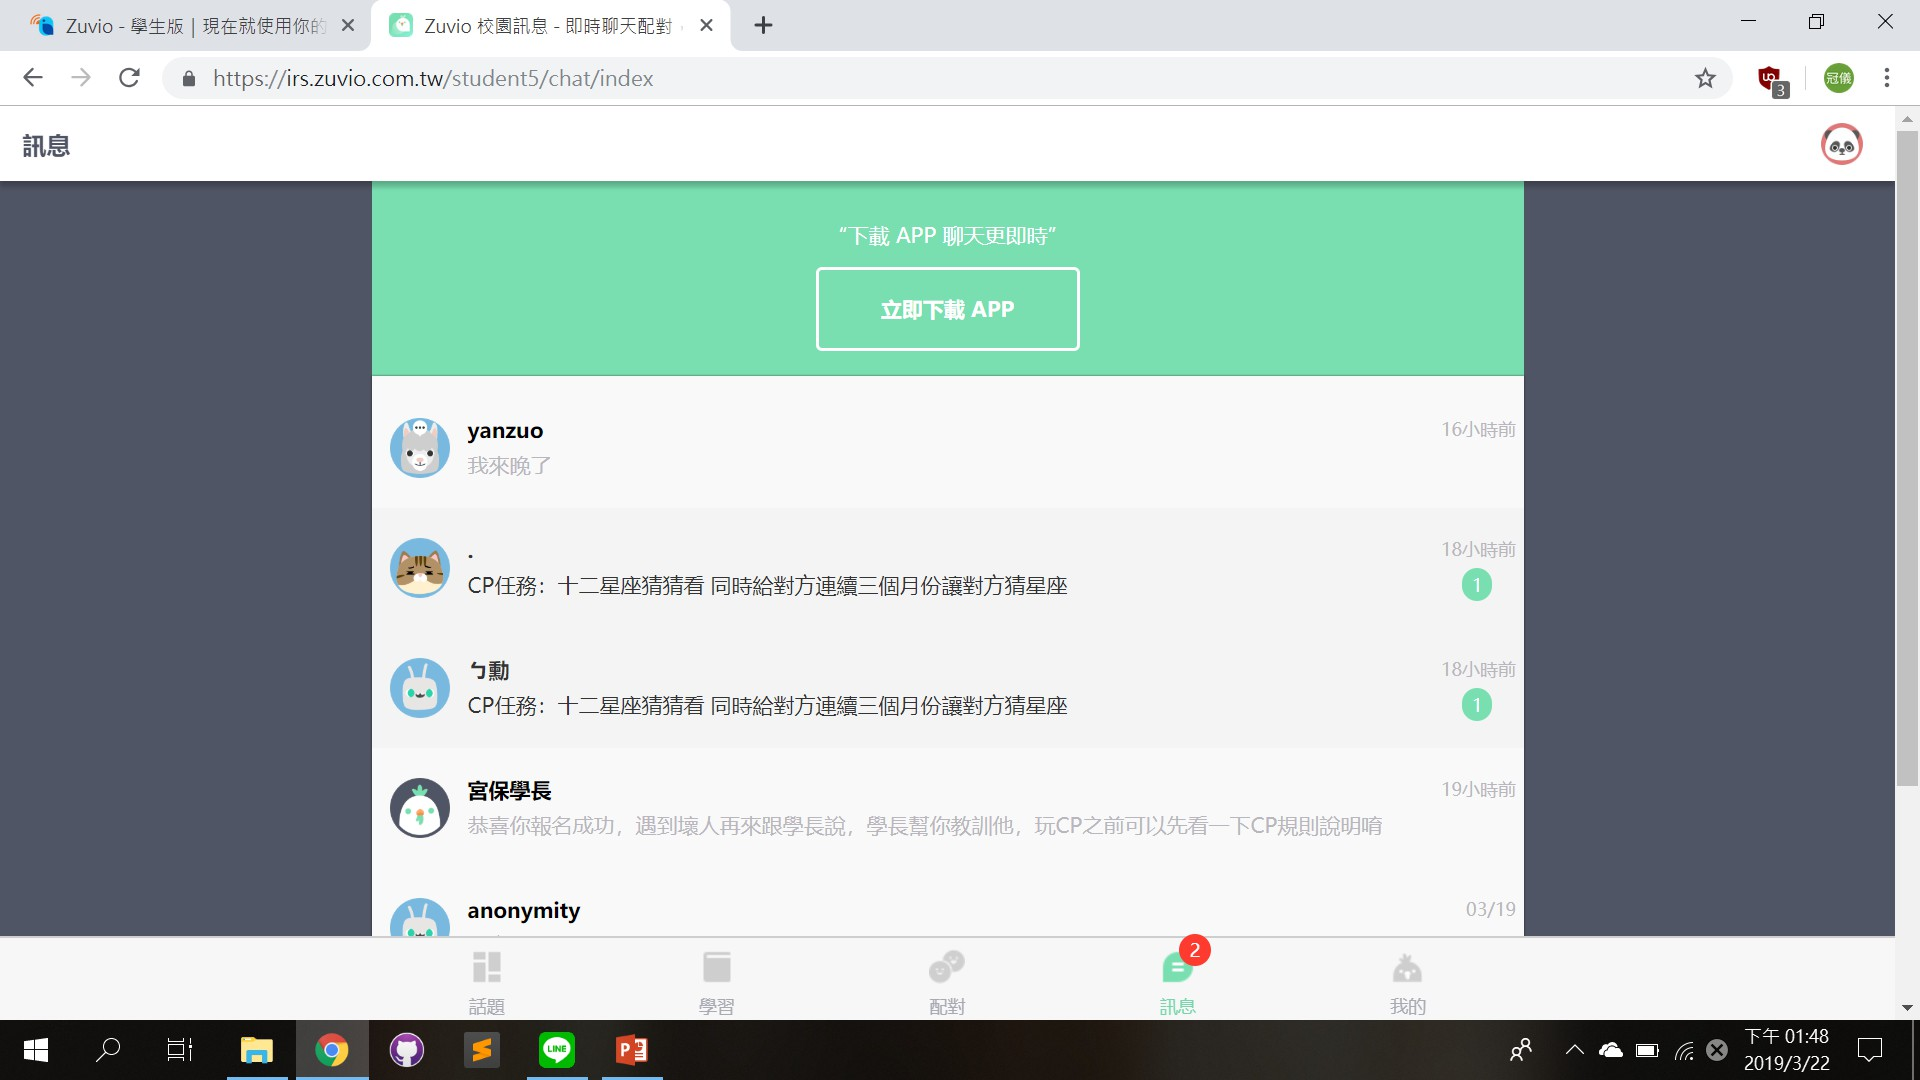 Zuvio - 學生版 | 現在就使用你的
Zuvio 校園訊息 - 即時聊天配對
https://irs.zuvio.com.tw/student5/chat/index
3
冠儀
訊息
“下載 APP 聊天更即時”
立即下載 APP
yanzuo
16小時前
我來晚了
.
18小時前
CP任務：十二星座猜猜看 同時給對方連續三個月份讓對方猜星座
1
ㄅ勳
18小時前
CP任務：十二星座猜猜看 同時給對方連續三個月份讓對方猜星座
1
宮保學長
19小時前
恭喜你報名成功，遇到壞人再來跟學長說，學長幫你教訓他，玩CP之前可以先看一下CP規則說明唷
anonymity
03/19
2
話題
學習
配對
訊息
我的
LINE
下午 01:48
2019/3/22